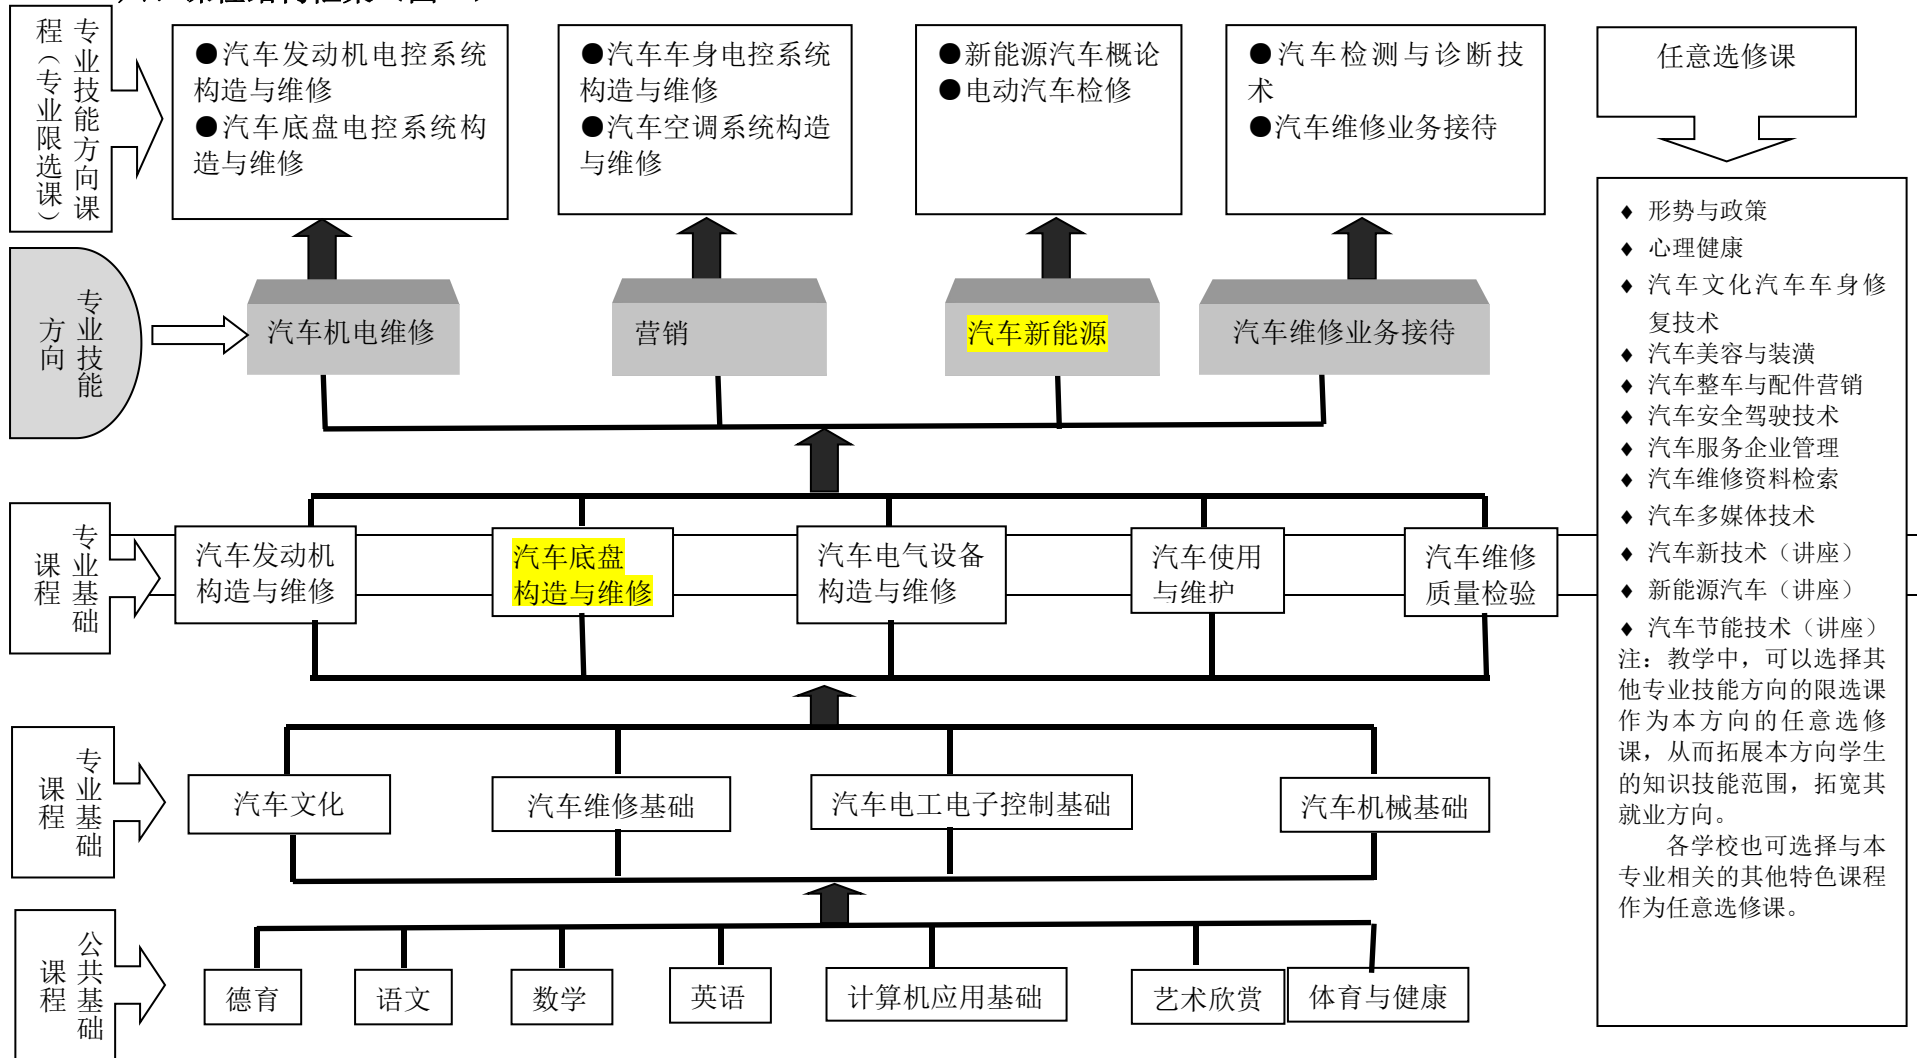 专业技能方向课
程（专业限选课）
●汽车发动机电控系统
构造与维修
●汽车底盘电控系统构
造与维修
●汽车车身电控系统
构造与维修
●汽车空调系统构造
与维修
●新能源汽车概论
●电动汽车检修
●汽车检测与诊断技
术
●汽车维修业务接待
任意选修课
专业技能
方向
汽车机电维修
营销
汽车新能源
汽车维修业务接待
专业基础
课程
汽车发动机
构造与维修
汽车底盘
构造与维修
汽车电气设备
构造与维修
汽车使用
与维护
汽车维修
质量检验
专业基础
课程
汽车文化
汽车维修基础
汽车电工电子控制基础
汽车机械基础
公共基础
课程
德育
语文
数学
英语
计算机应用基础
艺术欣赏
体育与健康
♦ 形势与政策
♦ 心理健康
♦ 汽车文化汽车车身修
复技术
♦ 汽车美容与装潢
♦ 汽车整车与配件营销
♦ 汽车安全驾驶技术
♦ 汽车服务企业管理
♦ 汽车维修资料检索
♦ 汽车多媒体技术
♦ 汽车新技术（讲座）
♦ 新能源汽车（讲座）
♦ 汽车节能技术（讲座）
注：教学中，可以选择其
他专业技能方向的限选课
作为本方向的任意选修
课，从而拓展本方向学生
的知识技能范围，拓宽其
就业方向。
各学校也可选择与本
专业相关的其他特色课程
作为任意选修课。